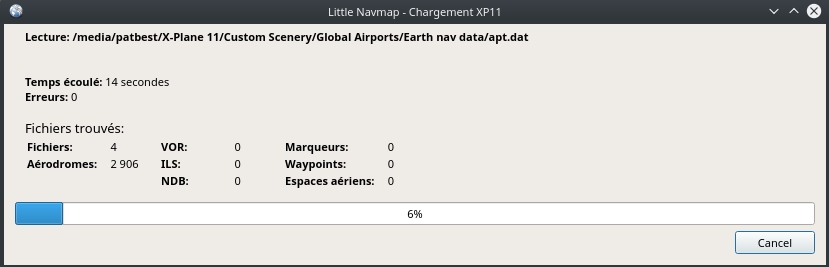 Little Navmap - Chargement XP11
Lecture: /media/patbest/X-Plane 11/Custom Scenery/Global Airports/Earth nav data/apt.dat
Temps écoulé: 14 secondes
Erreurs: 0
Fichiers trouvés:
Fichiers: 4 VOR: 0 Marqueurs: 0
Aérodromes: 2 906 ILS: 0 Waypoints: 0
NDB: 0 Espaces aériens: 0
6%
Cancel